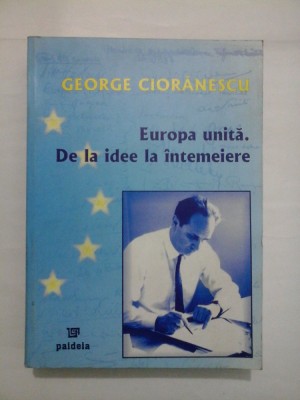 GEORGE CIORĂNESCU
Europa unită.
De la idee la întemeiere
paideia